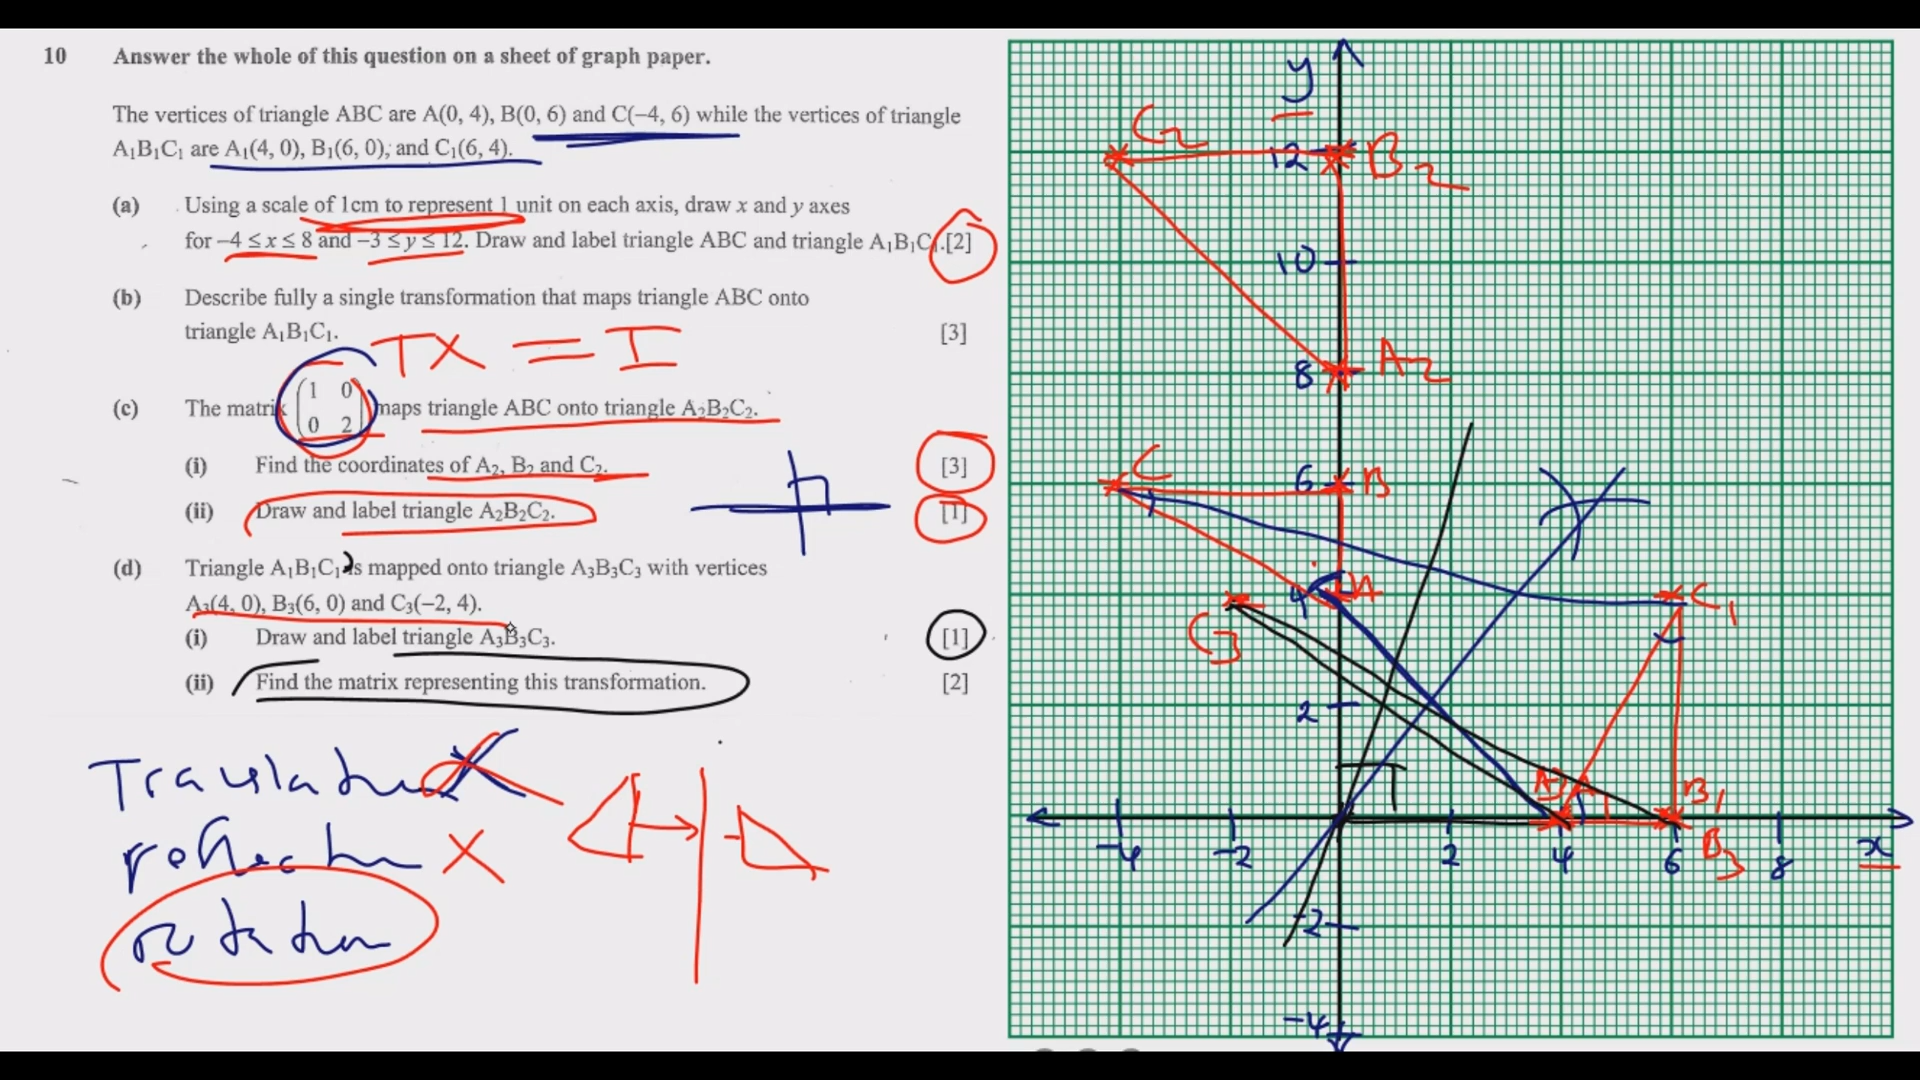 10 Answer the whole of this question on a sheet of graph paper.
The vertices of triangle ABC are A(0, 4), B(0, 6) and C(−4, 6) while the vertices of triangle
A₁B₁C₁ are A₁(4, 0), B₁(6, 0), and C₁(6, 4).
(a) Using a scale of 1cm to represent 1 unit on each axis, draw x and y axes
for −4 ≤ x ≤ 8 and −3 ≤ y ≤ 12. Draw and label triangle ABC and triangle A₁B₁C₁.[2]
(b) Describe fully a single transformation that maps triangle ABC onto
triangle A₁B₁C₁. [3]
TX = I
(c) The matrix (1 0
0 2) maps triangle ABC onto triangle A₂B₂C₂.
(i) Find the coordinates of A₂, B₂ and C₂. [3]
(ii) Draw and label triangle A₂B₂C₂. [1]
(d) Triangle A₁B₁C₁ is mapped onto triangle A₃B₃C₃ with vertices
A₃(4, 0), B₃(6, 0) and C₃(−2, 4).
(i) Draw and label triangle A₃B₃C₃. [1]
(ii) Find the matrix representing this transformation. [2]
rotation
y
C₂
12 B₂
10
8 A₂
C 6 B
4 A C₁
C₃
2
A₃ A₁ B₁
−4 −2 2 4 6 B₃ 8 x
−2
−4